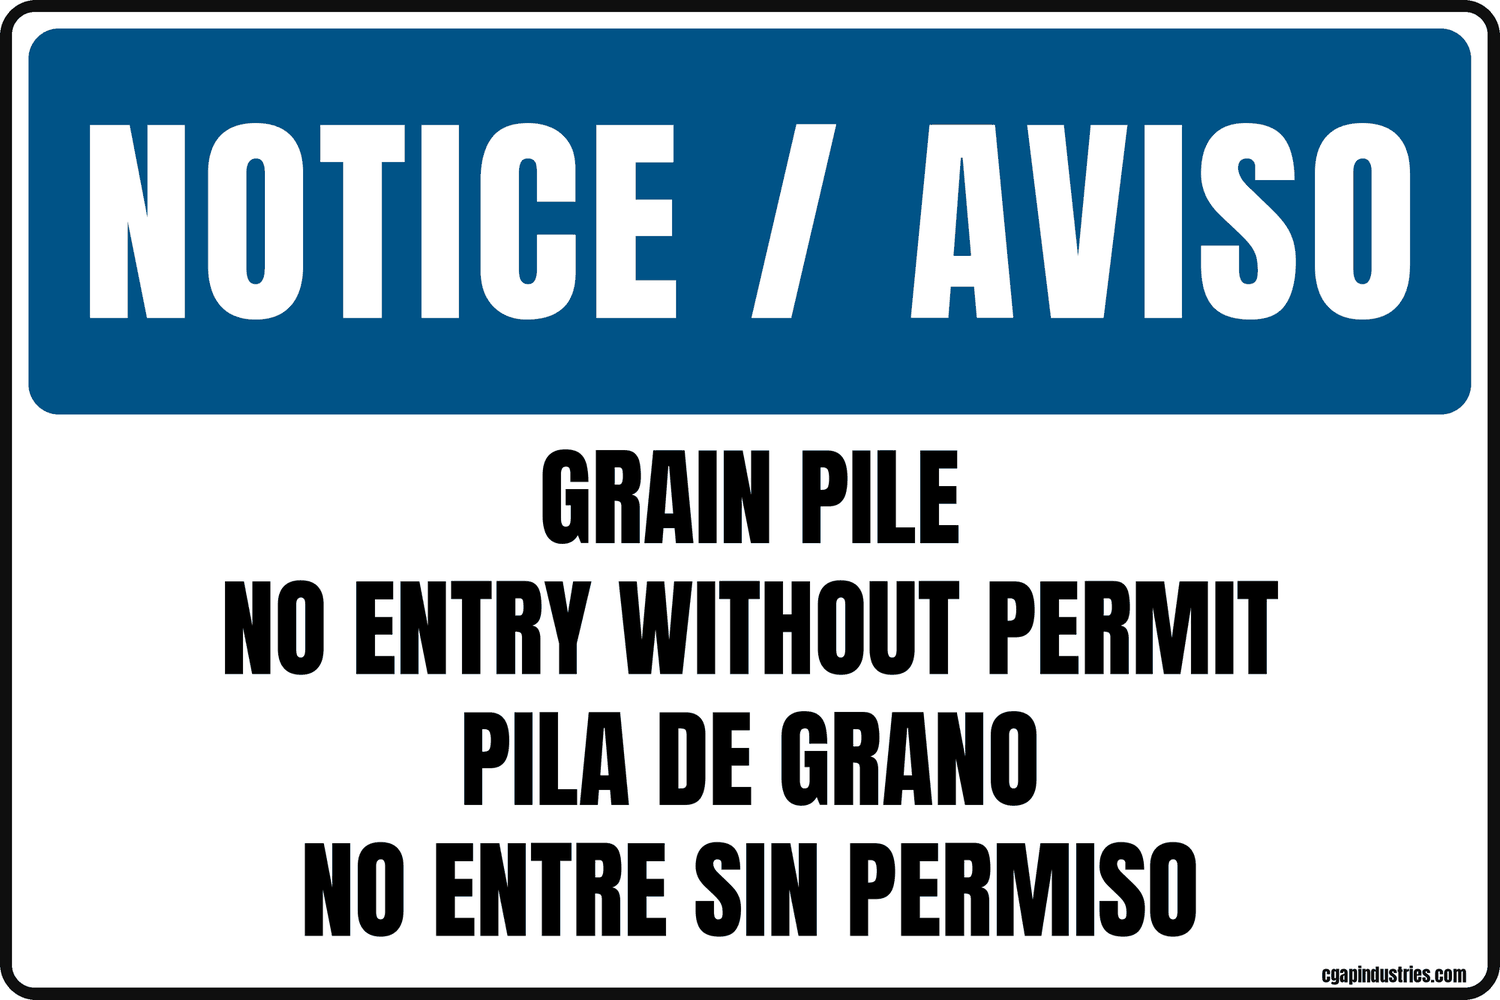 NOTICE / AVISO
GRAIN PILE
NO ENTRY WITHOUT PERMIT
PILA DE GRANO
NO ENTRE SIN PERMISO
cgapindustries.com